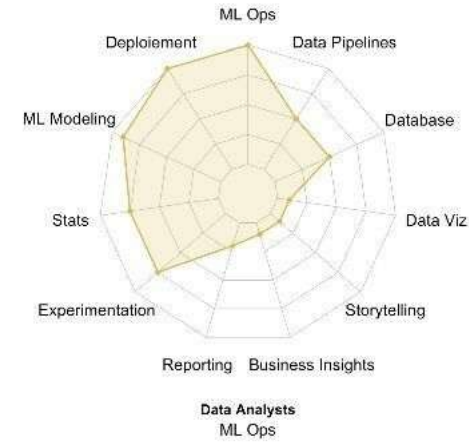 ML Ops
Deploiement
Data Pipelines
ML Modeling
Database
Stats
Data Viz
Experimentation
Storytelling
Reporting
Business Insights
Data Analysts
ML Ops